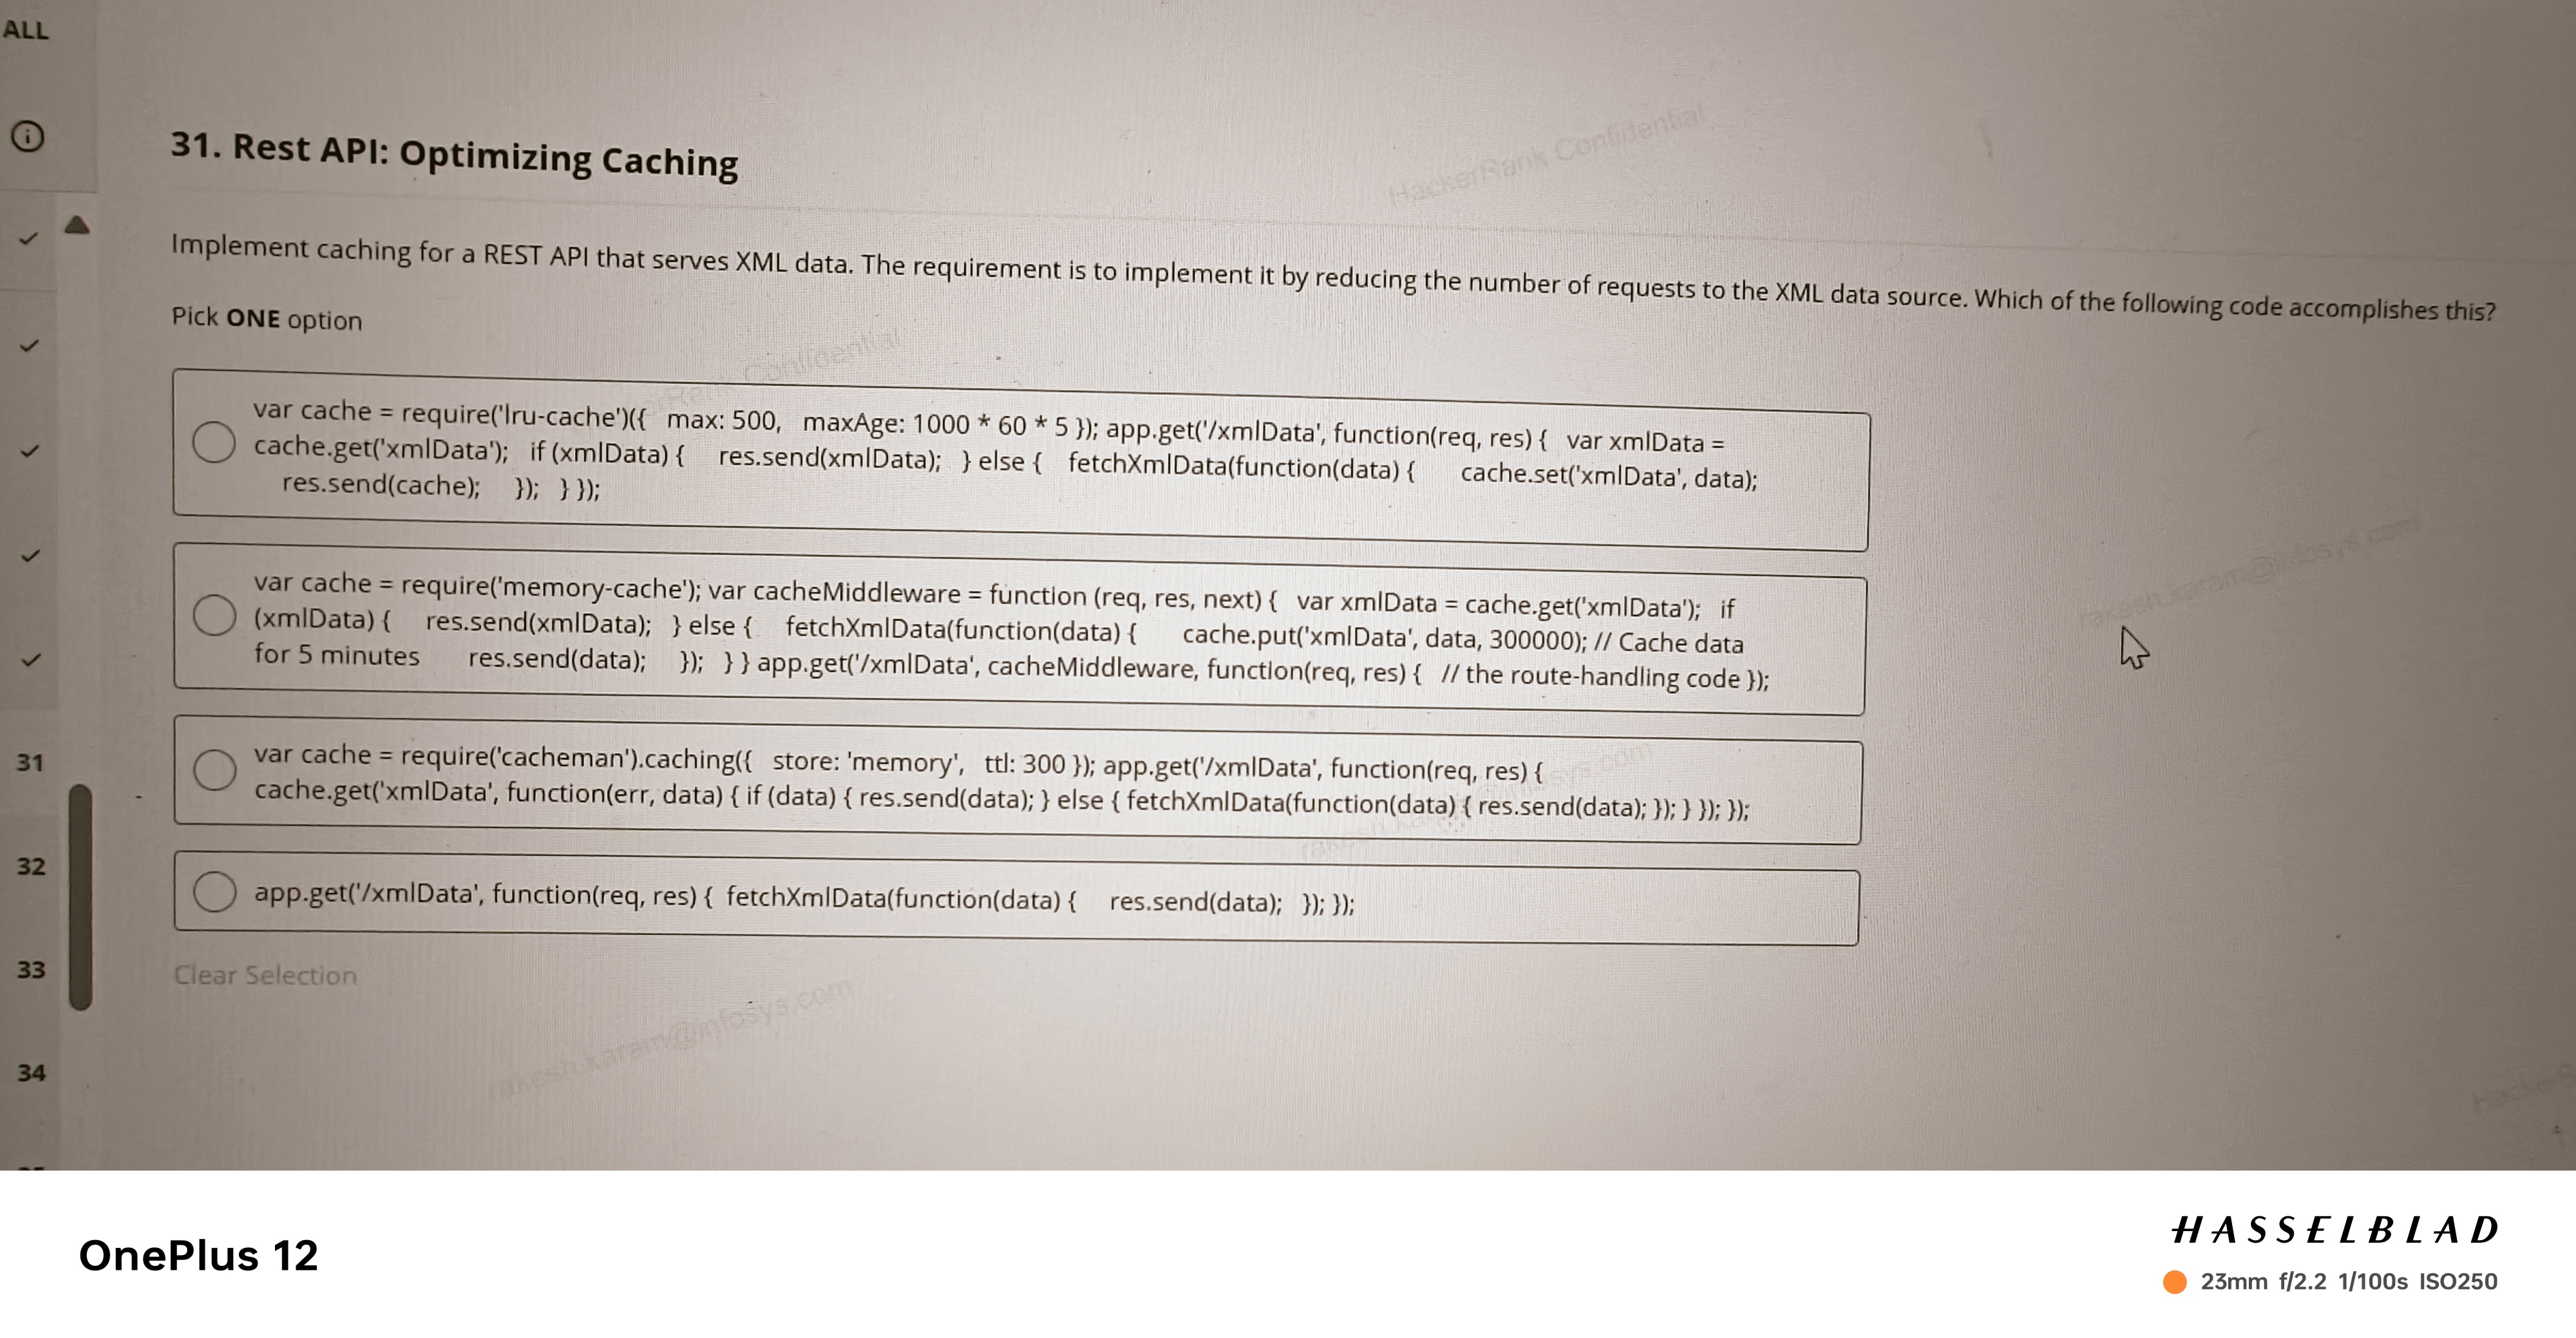 ALL
31. Rest API: Optimizing Caching
HackerRank Confidential
Implement caching for a REST API that serves XML data. The requirement is to implement it by reducing the number of requests to the XML data source. Which of the following code accomplishes this?
Pick ONE option
Confidential
var cache = require('lru-cache')({ max: 500, maxAge: 1000 * 60 * 5 }); app.get('/xmlData', function(req, res) { var xmlData =
cache.get('xmlData'); if (xmlData) { res.send(xmlData); } else { fetchXmlData(function(data) { cache.set('xmlData', data);
res.send(cache); }); } });
var cache = require('memory-cache'); var cacheMiddleware = function (req, res, next) { var xmlData = cache.get('xmlData'); if
(xmlData) { res.send(xmlData); } else { fetchXmlData(function(data) { cache.put('xmlData', data, 300000); // Cache data
for 5 minutes res.send(data); }); } } app.get('/xmlData', cacheMiddleware, function(req, res) { // the route-handling code });
rakesh.karam@infosys.com
var cache = require('cacheman').caching({ store: 'memory', ttl: 300 }); app.get('/xmlData', function(req, res) {
cache.get('xmlData', function(err, data) { if (data) { res.send(data); } else { fetchXmlData(function(data) { res.send(data); }); } }); });
app.get('/xmlData', function(req, res) { fetchXmlData(function(data) { res.send(data); }); });
Clear Selection
rakesh.karam@infosys.com
31
32
33
34
OnePlus 12
HASSELBLAD
23mm f/2.2 1/100s ISO250